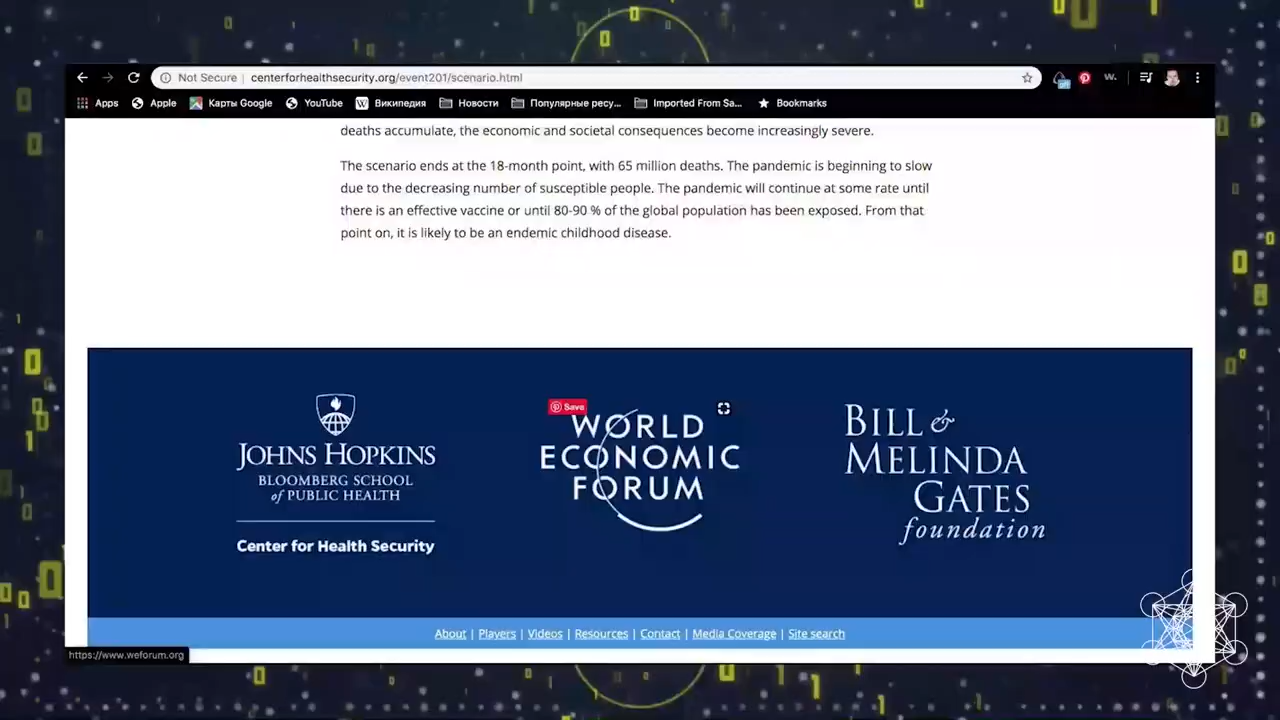 Not Secure | centerforhealthsecurity.org/event201/scenario.html
off
w.
Apps Apple Карты Google YouTube W Википедия Новости Популярные ресу... Imported From Sa... Bookmarks
deaths accumulate, the economic and societal consequences become increasingly severe.
The scenario ends at the 18-month point, with 65 million deaths. The pandemic is beginning to slow
due to the decreasing number of susceptible people. The pandemic will continue at some rate until
there is an effective vaccine or until 80-90 % of the global population has been exposed. From that
point on, it is likely to be an endemic childhood disease.
JOHNS HOPKINS
BLOOMBERG SCHOOL
of PUBLIC HEALTH
Center for Health Security
Save
WORLD
ECONOMIC
FORUM
BILL &
MELINDA
GATES
foundation
About | Players | Videos | Resources | Contact | Media Coverage | Site search
https://www.weforum.org